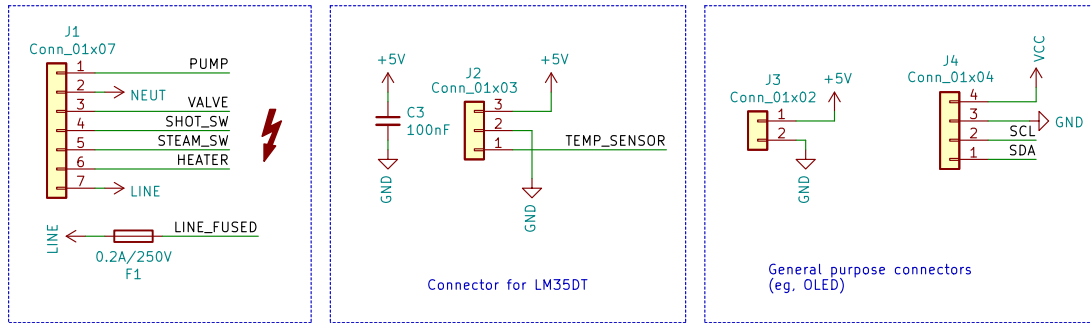 J1
Conn_01x07
1
PUMP
2
NEUT
3
VALVE
4
SHOT_SW
5
STEAM_SW
6
HEATER
7
LINE
LINE
LINE_FUSED
0.2A/250V
F1
+5V
C3
100nF
GND
J2
Conn_01x03
+5V
3
2
1
TEMP_SENSOR
GND
Connector for LM35DT
J3
Conn_01x02
+5V
1
2
GND
J4
Conn_01x04
VCC
4
3
GND
2
SCL
1
SDA
General purpose connectors
(eg, OLED)